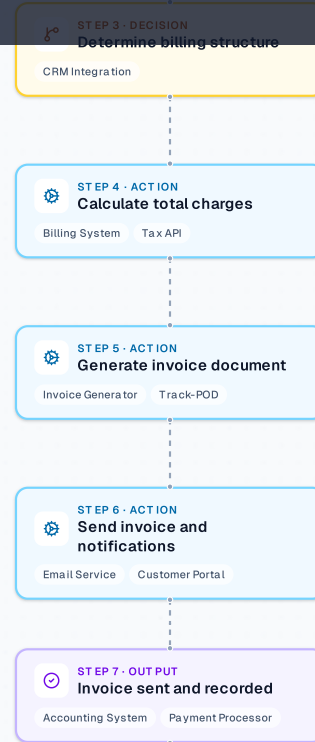 STEP 3 · DECISION
Determine billing structure
CRM Integration
STEP 4 · ACTION
Calculate total charges
Billing System Tax API
STEP 5 · ACTION
Generate invoice document
Invoice Generator Track-POD
STEP 6 · ACTION
Send invoice and
notifications
Email Service Customer Portal
STEP 7 · OUTPUT
Invoice sent and recorded
Accounting System Payment Processor